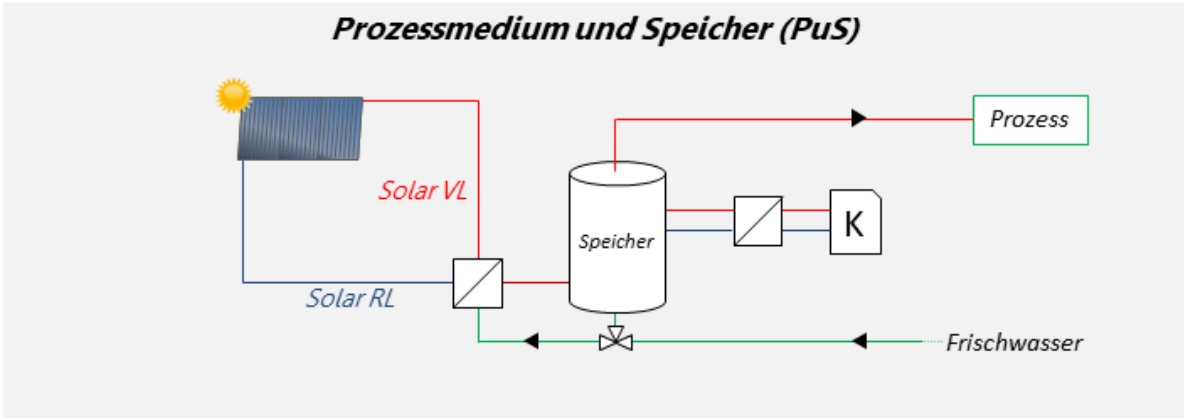 Prozessmedium und Speicher (PuS)
Prozess
Solar VL
Speicher
K
Solar RL
Frischwasser